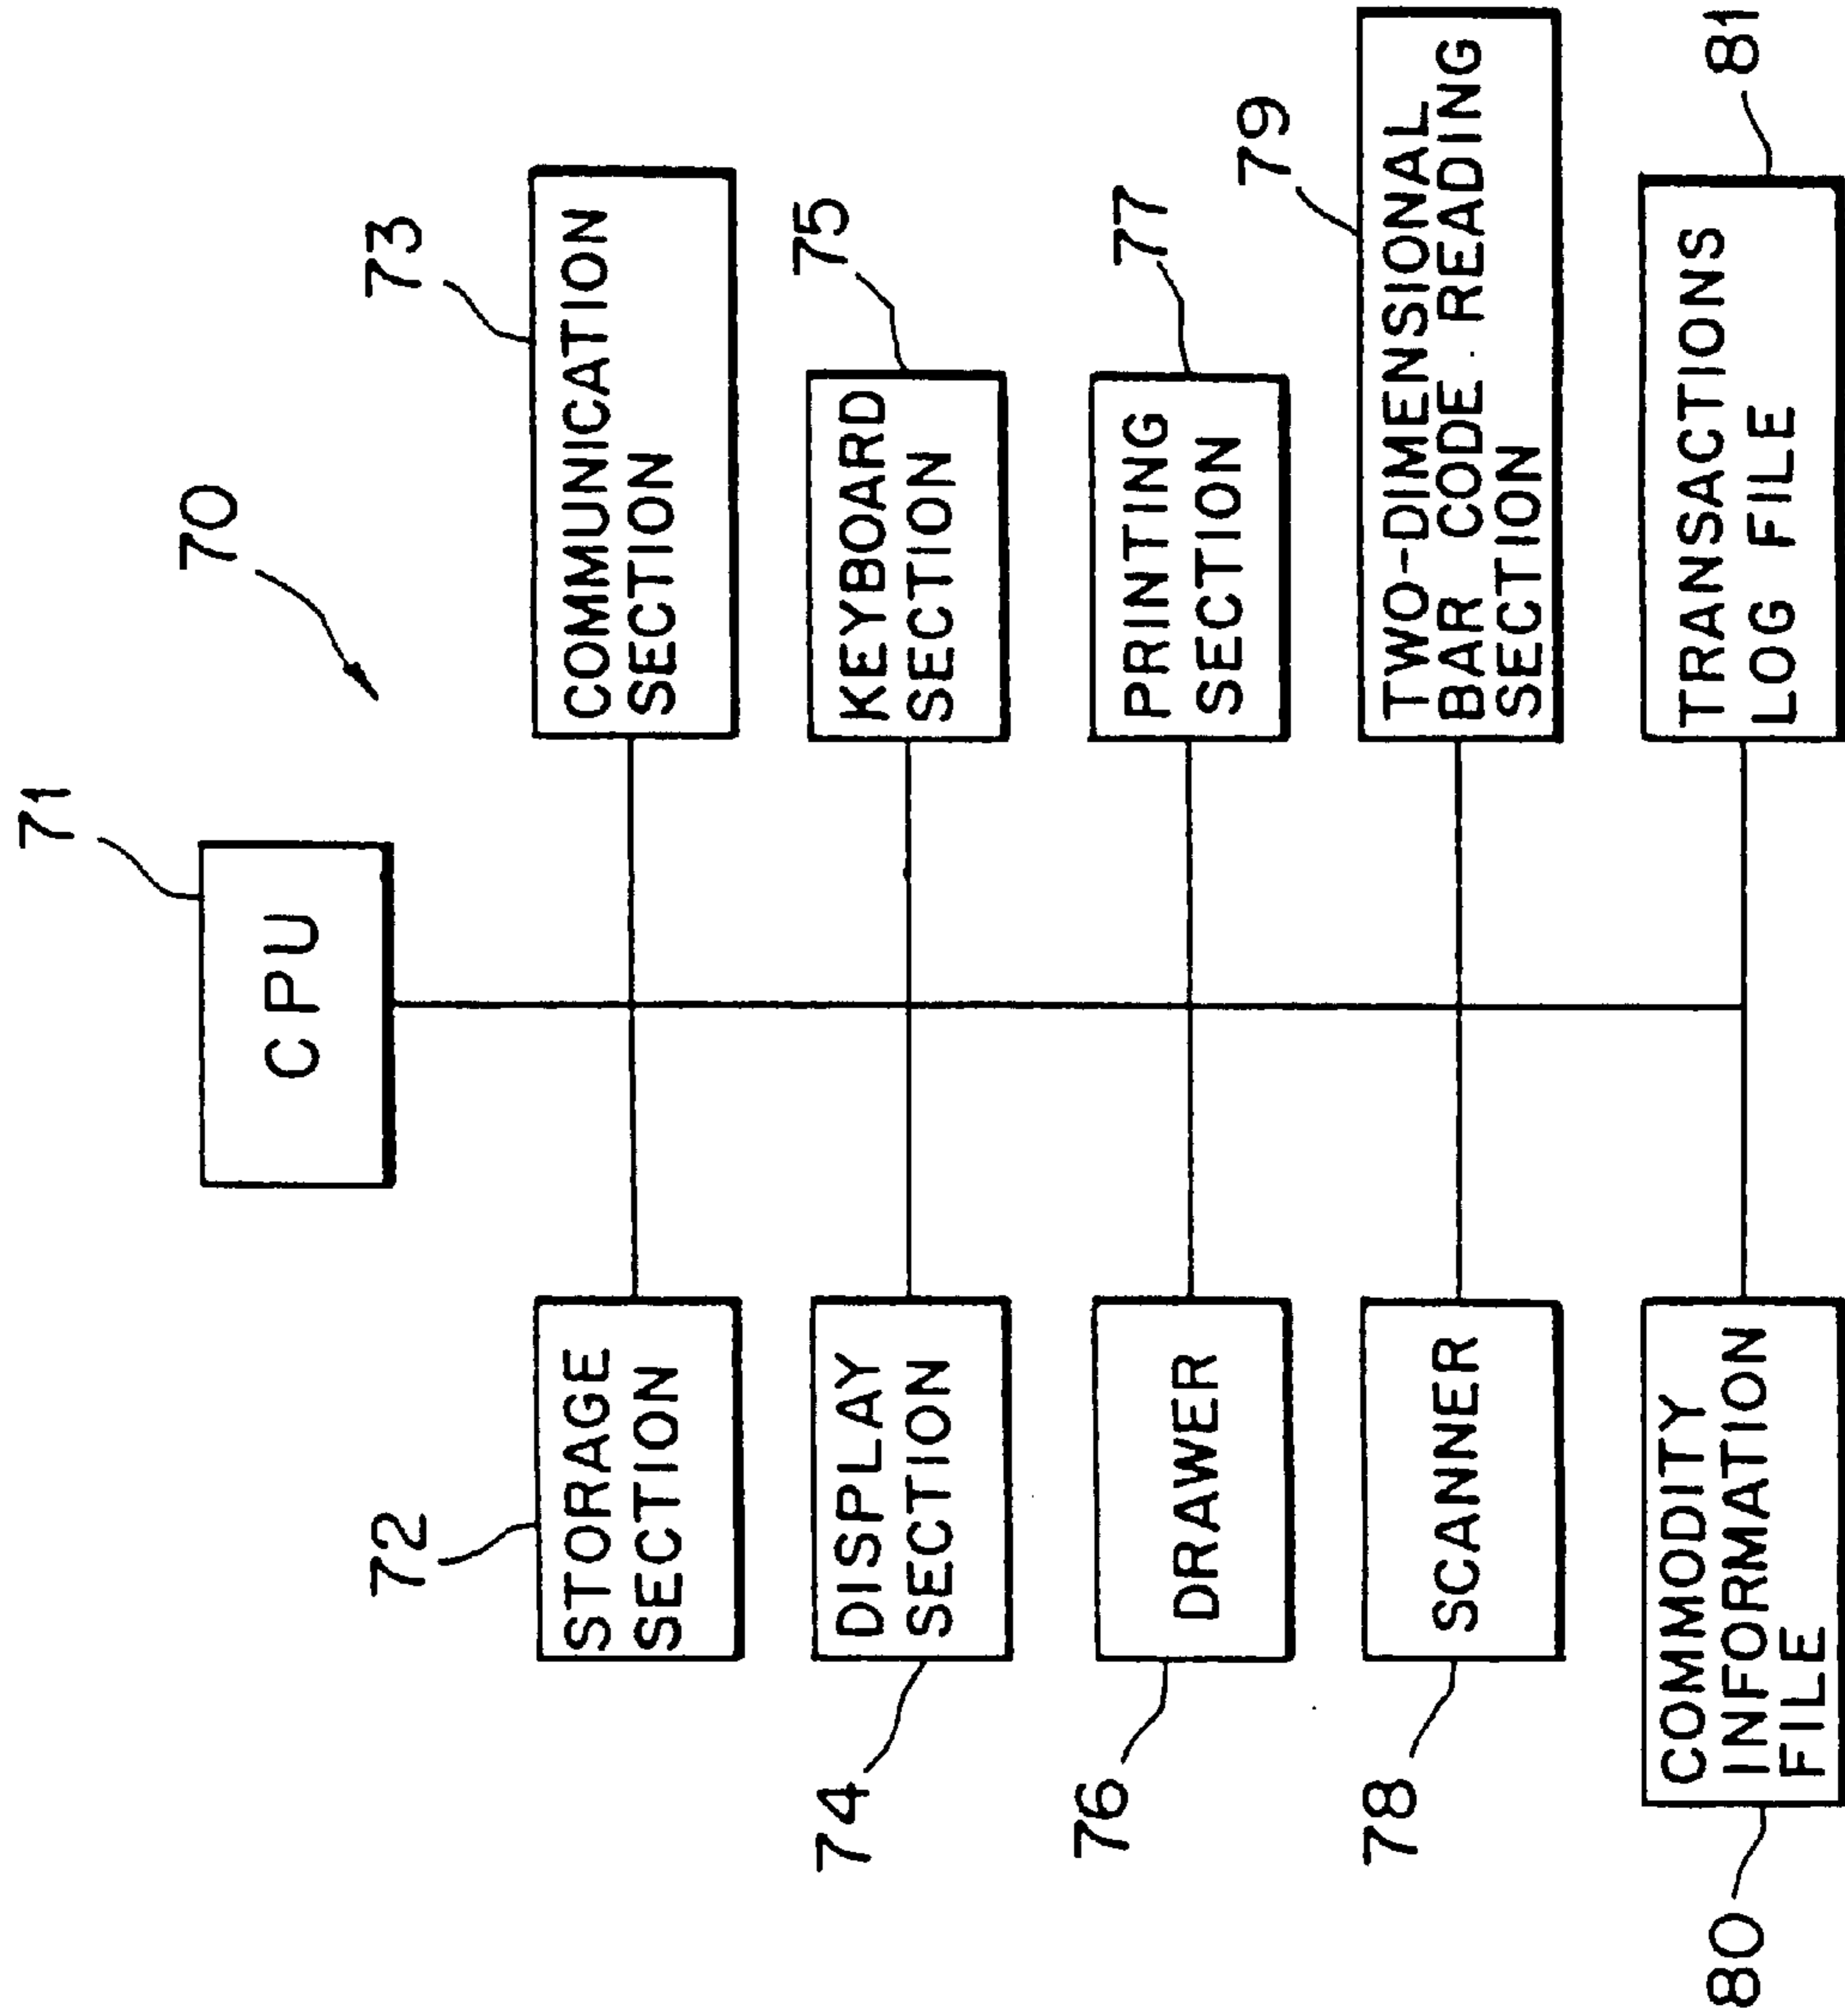 70
71
CPU
72
STORAGE
SECTION
73
COMMUNICATION
SECTION
74
DISPLAY
SECTION
75
KEYBOARD
SECTION
76
DRAWER
77
PRINTING
SECTION
78
SCANNER
79
TWO-DIMENSIONAL
BAR CODE READING
SECTION
80
COMMODITY
INFORMATION
FILE
81
TRANSACTIONS
LOG FILE